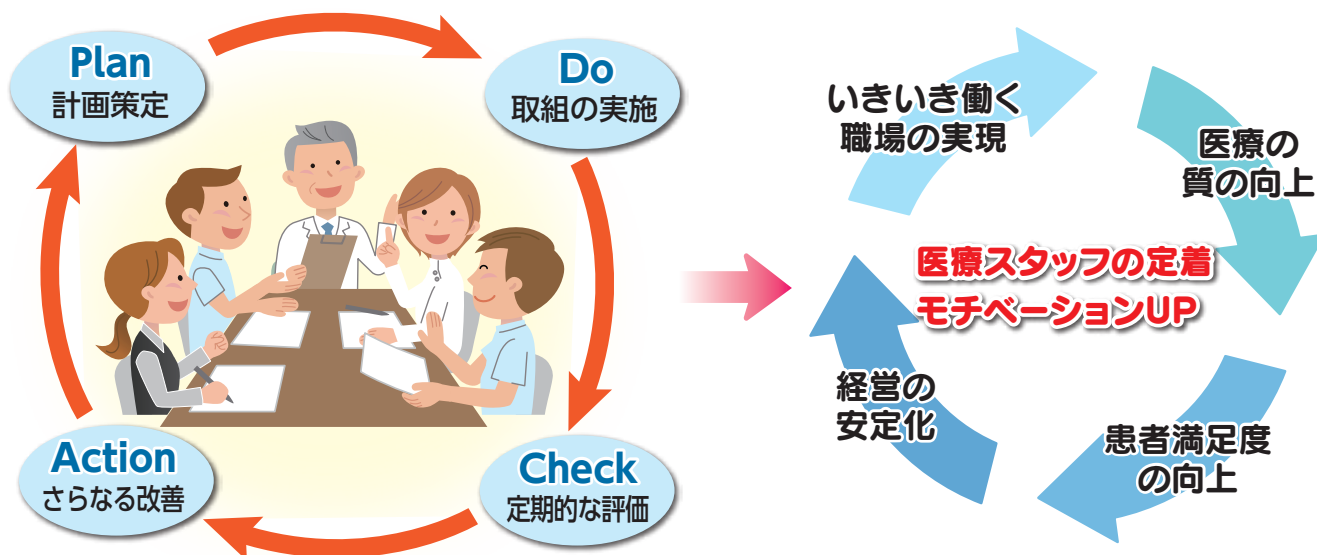 Plan
計画策定
Do
取組の実施
Check
定期的な評価
Action
さらなる改善
いきいき働く
職場の実現
医療の
質の向上
患者満足度
の向上
経営の
安定化
医療スタッフの定着
モチベーションUP